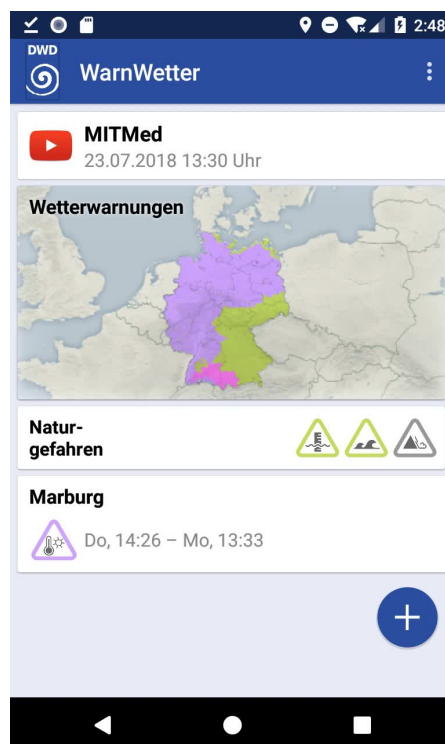 2:48
DWD
WarnWetter
MITMed
23.07.2018 13:30 Uhr
Wetterwarnungen
Natur-
gefahren
Marburg
Do, 14:26 – Mo, 13:33